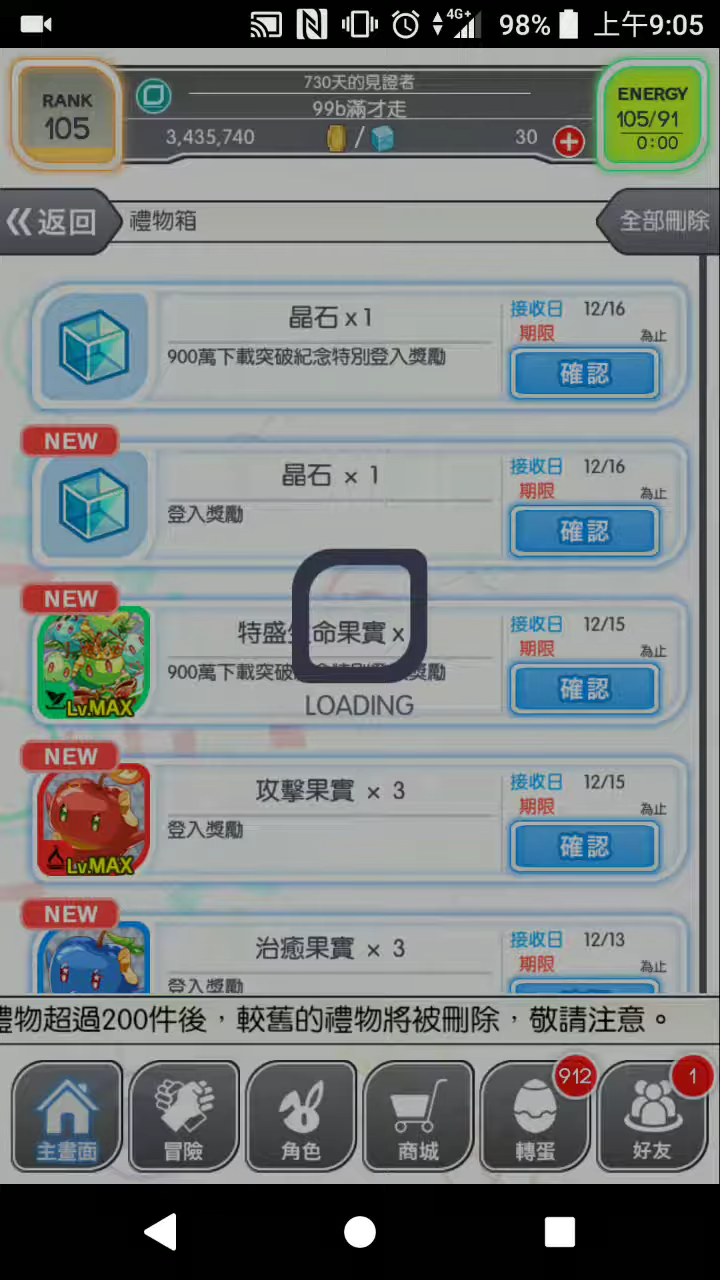 4G+ 98% 上午9:05
RANK
105
730天的見證者
99b滿才走
3,435,740 / 30
ENERGY
105/91
0:00
返回
禮物箱
全部刪除
晶石 x 1
900萬下載突破紀念特別登入獎勵
接收日 12/16
期限 為止
確認
NEW
晶石 × 1
登入獎勵
接收日 12/16
期限 為止
確認
NEW
Lv.MAX
特盛生命果實 x
900萬下載突破紀念特別登入獎勵
接收日 12/15
期限 為止
確認
LOADING
NEW
Lv.MAX
攻擊果實 × 3
登入獎勵
接收日 12/15
期限 為止
確認
NEW
治癒果實 × 3
登入獎勵
接收日 12/13
期限 為止
禮物超過200件後，較舊的禮物將被刪除，敬請注意。
主畫面
冒險
角色
商城
912
轉蛋
1
好友